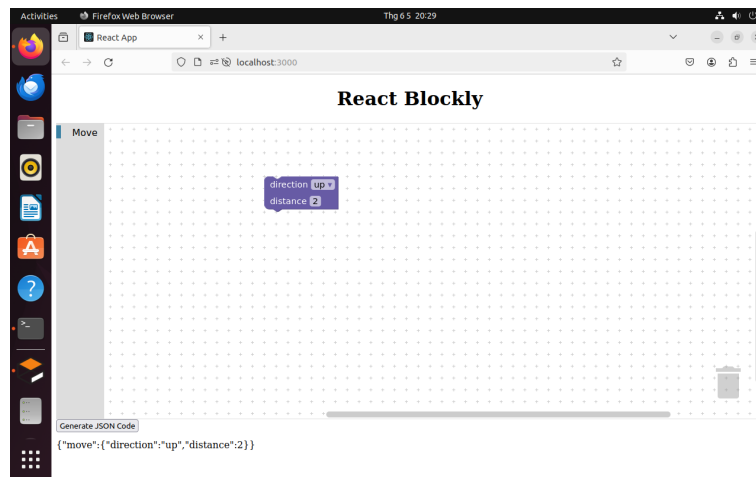 Activities Firefox Web Browser Thg 6 5 20:29
React App
localhost:3000
React Blockly
Move
direction up
distance 2
Generate JSON Code
{"move":{"direction":"up","distance":2}}